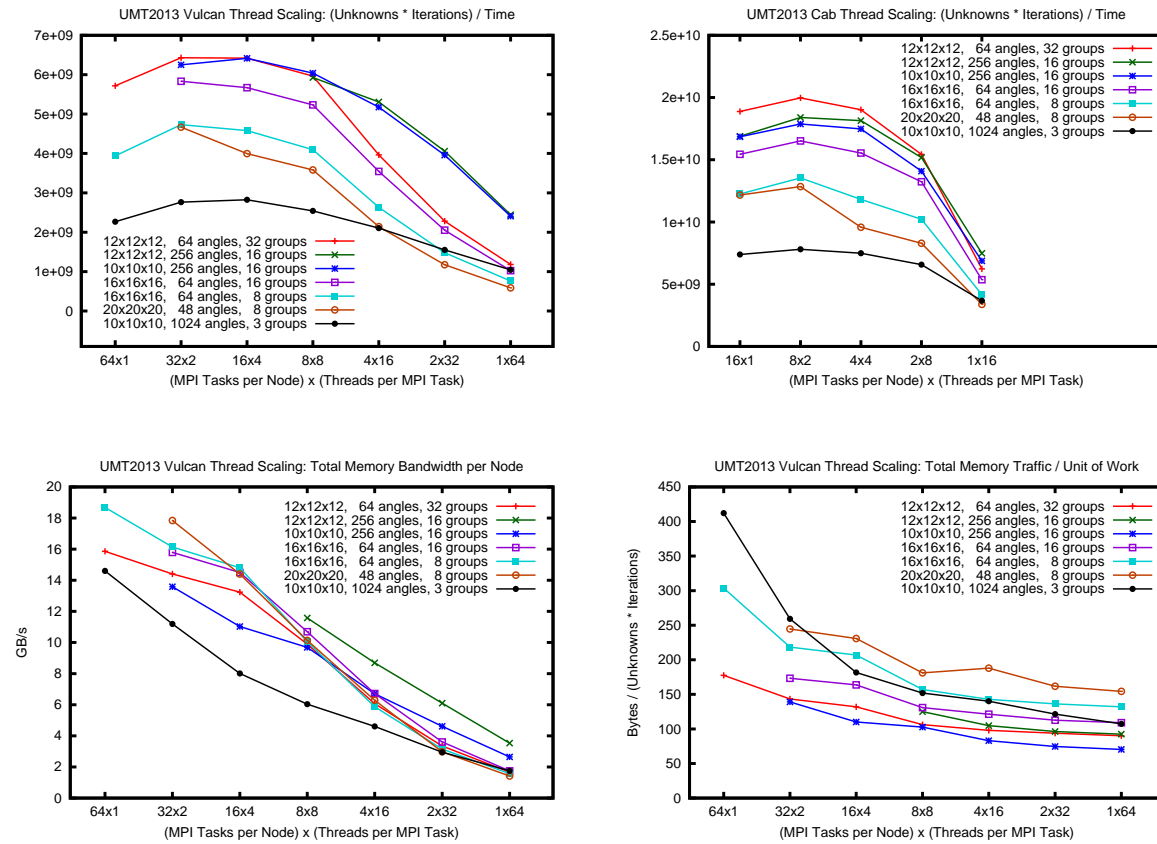 UMT2013 Vulcan Thread Scaling: (Unknowns * Iterations) / Time
7e+09
6e+09
5e+09
4e+09
3e+09
2e+09
1e+09
0
12x12x12, 64 angles, 32 groups
12x12x12, 256 angles, 16 groups
10x10x10, 256 angles, 16 groups
16x16x16, 64 angles, 16 groups
16x16x16, 64 angles, 8 groups
20x20x20, 48 angles, 8 groups
10x10x10, 1024 angles, 3 groups
64x1 32x2 16x4 8x8 4x16 2x32 1x64
(MPI Tasks per Node) x (Threads per MPI Task)
UMT2013 Cab Thread Scaling: (Unknowns * Iterations) / Time
2.5e+10
2e+10
1.5e+10
1e+10
5e+09
0
12x12x12, 64 angles, 32 groups
12x12x12, 256 angles, 16 groups
10x10x10, 256 angles, 16 groups
16x16x16, 64 angles, 16 groups
16x16x16, 64 angles, 8 groups
20x20x20, 48 angles, 8 groups
10x10x10, 1024 angles, 3 groups
16x1 8x2 4x4 2x8 1x16
(MPI Tasks per Node) x (Threads per MPI Task)
UMT2013 Vulcan Thread Scaling: Total Memory Bandwidth per Node
20
18
16
14
12
10
8
6
4
2
0
GB/s
12x12x12, 64 angles, 32 groups
12x12x12, 256 angles, 16 groups
10x10x10, 256 angles, 16 groups
16x16x16, 64 angles, 16 groups
16x16x16, 64 angles, 8 groups
20x20x20, 48 angles, 8 groups
10x10x10, 1024 angles, 3 groups
64x1 32x2 16x4 8x8 4x16 2x32 1x64
(MPI Tasks per Node) x (Threads per MPI Task)
UMT2013 Vulcan Thread Scaling: Total Memory Traffic / Unit of Work
450
400
350
300
250
200
150
100
50
0
Bytes / (Unknowns * Iterations)
12x12x12, 64 angles, 32 groups
12x12x12, 256 angles, 16 groups
10x10x10, 256 angles, 16 groups
16x16x16, 64 angles, 16 groups
16x16x16, 64 angles, 8 groups
20x20x20, 48 angles, 8 groups
10x10x10, 1024 angles, 3 groups
64x1 32x2 16x4 8x8 4x16 2x32 1x64
(MPI Tasks per Node) x (Threads per MPI Task)